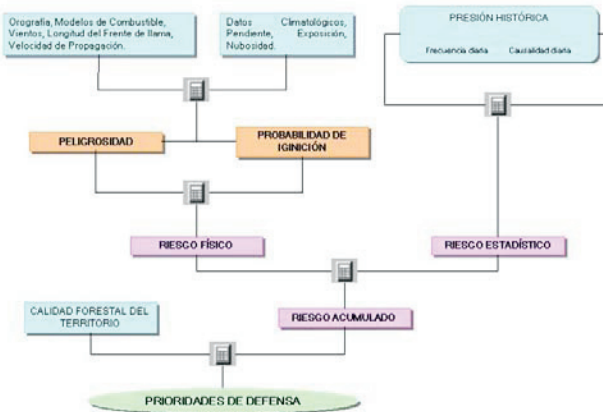 Orografía, Modelos de Combustible,
Vientos, Longitud del Frente de llama,
Velocidad de Propagación.
Datos Climatológicos,
Pendiente, Exposición,
Nubosidad.
PRESIÓN HISTÓRICA
Frecuencia diaria Causalidad diaria
PELIGROSIDAD
PROBABILIDAD DE
IGINICIÓN
RIESGO FÍSICO
RIESGO ESTADÍSTICO
CALIDAD FORESTAL DEL
TERRITORIO
RIESGO ACUMULADO
PRIORIDADES DE DEFENSA